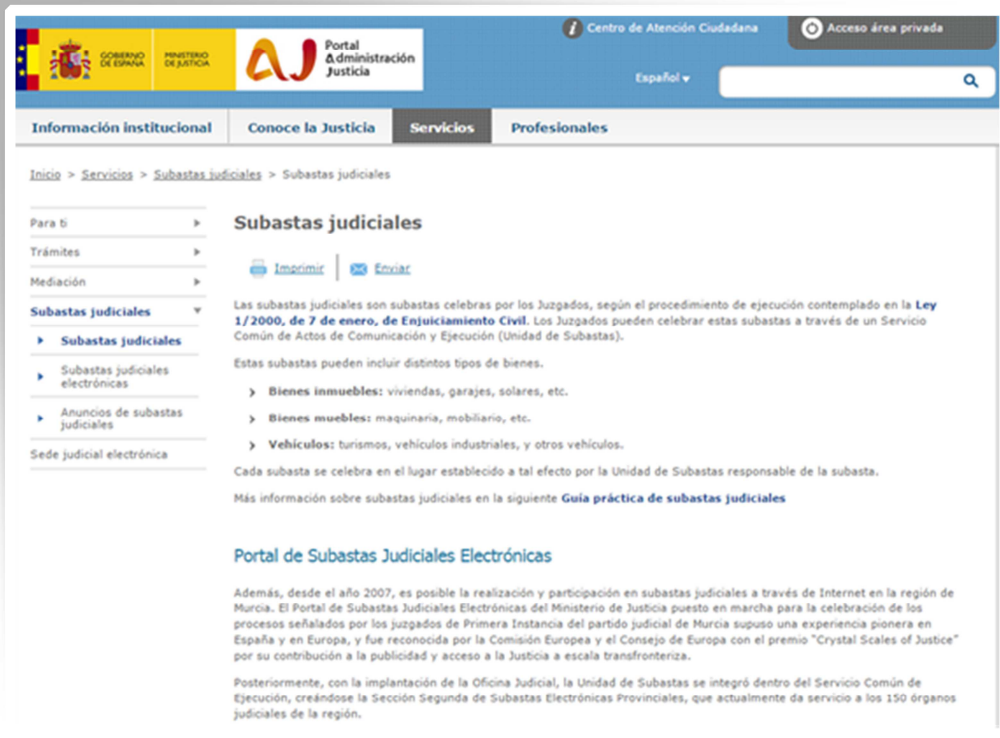 Centro de Atención Ciudadana
Acceso área privada
GOBIERNO
DE ESPAÑA
MINISTERIO
DE JUSTICIA
AJ
Portal
Administración
Justicia
Español
Información institucional
Conoce la Justicia
Servicios
Profesionales
Inicio > Servicios > Subastas judiciales > Subastas judiciales
Para ti
Trámites
Mediación
Subastas judiciales
Subastas judiciales
Subastas judiciales
electrónicas
Anuncios de subastas
judiciales
Sede judicial electrónica
Subastas judiciales
Imprimir
Enviar
Las subastas judiciales son subastas celebras por los Juzgados, según el procedimiento de ejecución contemplado en la Ley
1/2000, de 7 de enero, de Enjuiciamiento Civil. Los Juzgados pueden celebrar estas subastas a través de un Servicio
Común de Actos de Comunicación y Ejecución (Unidad de Subastas).
Estas subastas pueden incluir distintos tipos de bienes.
Bienes inmuebles: viviendas, garajes, solares, etc.
Bienes muebles: maquinaria, mobiliario, etc.
Vehículos: turismos, vehículos industriales, y otros vehículos.
Cada subasta se celebra en el lugar establecido a tal efecto por la Unidad de Subastas responsable de la subasta.
Más información sobre subastas judiciales en la siguiente Guía práctica de subastas judiciales
Portal de Subastas Judiciales Electrónicas
Además, desde el año 2007, es posible la realización y participación en subastas judiciales a través de Internet en la región de
Murcia. El Portal de Subastas Judiciales Electrónicas del Ministerio de Justicia puesto en marcha para la celebración de los
procesos señalados por los juzgados de Primera Instancia del partido judicial de Murcia supuso una experiencia pionera en
España y en Europa, y fue reconocida por la Comisión Europea y el Consejo de Europa con el premio "Crystal Scales of Justice"
por su contribución a la publicidad y acceso a la Justicia a escala transfronteriza.
Posteriormente, con la implantación de la Oficina Judicial, la Unidad de Subastas se integró dentro del Servicio Común de
Ejecución, creándose la Sección Segunda de Subastas Electrónicas Provinciales, que actualmente da servicio a los 150 órganos
judiciales de la región.